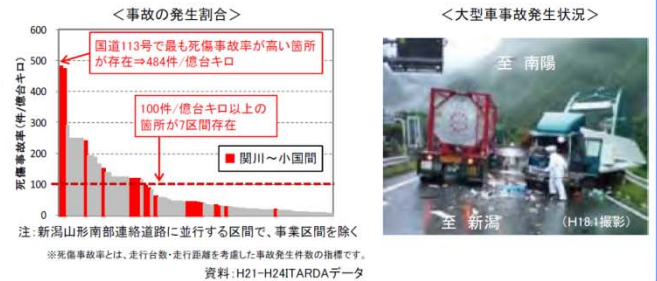 ＜事故の発生割合＞
＜大型車事故発生状況＞
死傷事故率(件/億台キロ)
600
500
400
300
200
100
0
国道113号で最も死傷事故率が高い箇所
が存在⇒484件/億台キロ
100件/億台キロ以上の
箇所が7区間存在
関川～小国間
至 南陽
至 新潟
(H18.1撮影)
注：新潟山形南部連絡道路に並行する区間で、事業区間を除く
※死傷事故率とは、走行台数・走行距離を考慮した事故発生件数の指標です。
資料：H21-H24ITARDAデータ